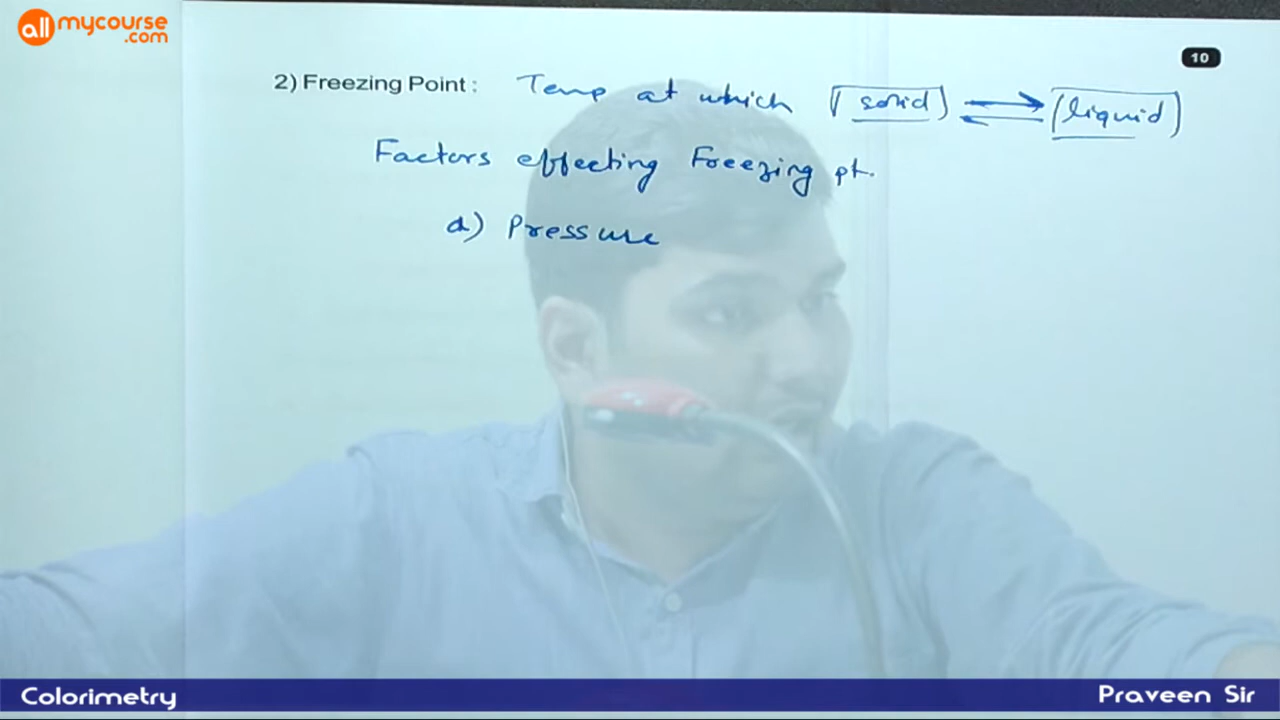 allmycourse.com
10
2) Freezing Point : Temp at which (solid) ⇌ (liquid)
Factors effecting Freezing pt.
a) Pressure
Colorimetry
Praveen Sir